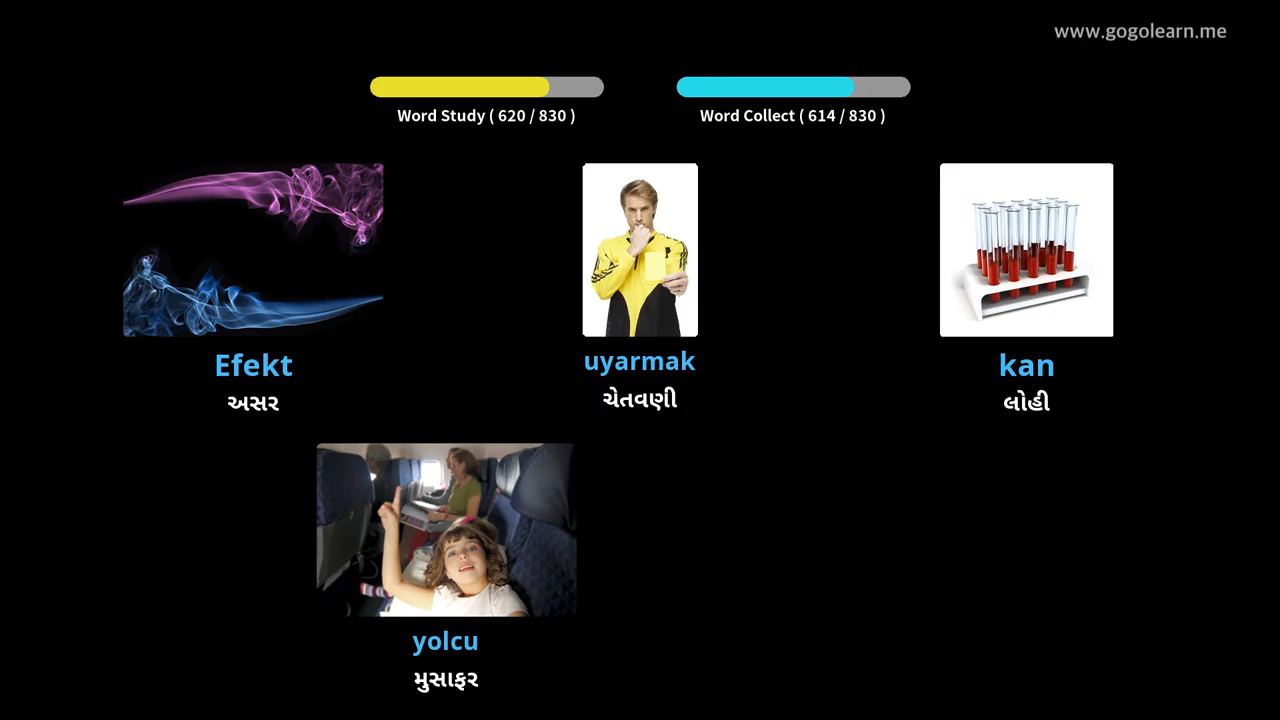 www.gogolearn.me
Word Study ( 620 / 830 )
Word Collect ( 614 / 830 )
Efekt
અસર
uyarmak
ચેતવણી
kan
લોહી
yolcu
મુસાફર